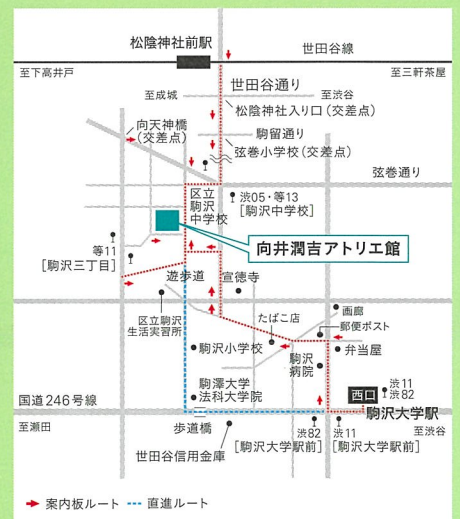 松陰神社前駅
世田谷線
至下高井戸
至三軒茶屋
世田谷通り
至成城
至渋谷
松陰神社入り口(交差点)
向天神橋
(交差点)
駒留通り
弦巻小学校(交差点)
弦巻通り
区立
駒沢
中学校
渋05・等13
[駒沢中学校]
向井潤吉アトリエ館
等11
[駒沢三丁目]
遊歩道
宣徳寺
区立駒沢
生活実習所
たばこ店
画廊
郵便ポスト
駒沢小学校
駒沢
病院
弁当屋
駒澤大学
法科大学院
西口
渋11
渋82
国道246号線
駒沢大学駅
至瀬田
歩道橋
渋82
[駒沢大学駅前]
渋11
[駒沢大学駅前]
至渋谷
世田谷信用金庫
案内板ルート
直進ルート